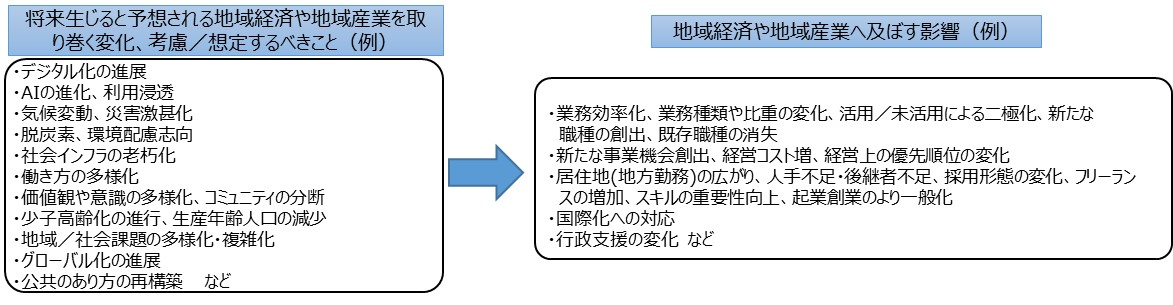 将来生じると予想される地域経済や地域産業を取
り巻く変化、考慮／想定するべきこと（例）
・デジタル化の進展
・AIの進化、利用浸透
・気候変動、災害激甚化
・脱炭素、環境配慮志向
・社会インフラの老朽化
・働き方の多様化
・価値観や意識の多様化、コミュニティの分断
・少子高齢化の進行、生産年齢人口の減少
・地域／社会課題の多様化・複雑化
・グローバル化の進展
・公共のあり方の再構築　など
地域経済や地域産業へ及ぼす影響（例）
・業務効率化、業務種類や比重の変化、活用／未活用による二極化、新たな
職種の創出、既存職種の消失
・新たな事業機会創出、経営コスト増、経営上の優先順位の変化
・居住地(地方勤務)の広がり、人手不足・後継者不足、採用形態の変化、フリーラン
スの増加、スキルの重要性向上、起業創業のより一般化
・国際化への対応
・行政支援の変化 など